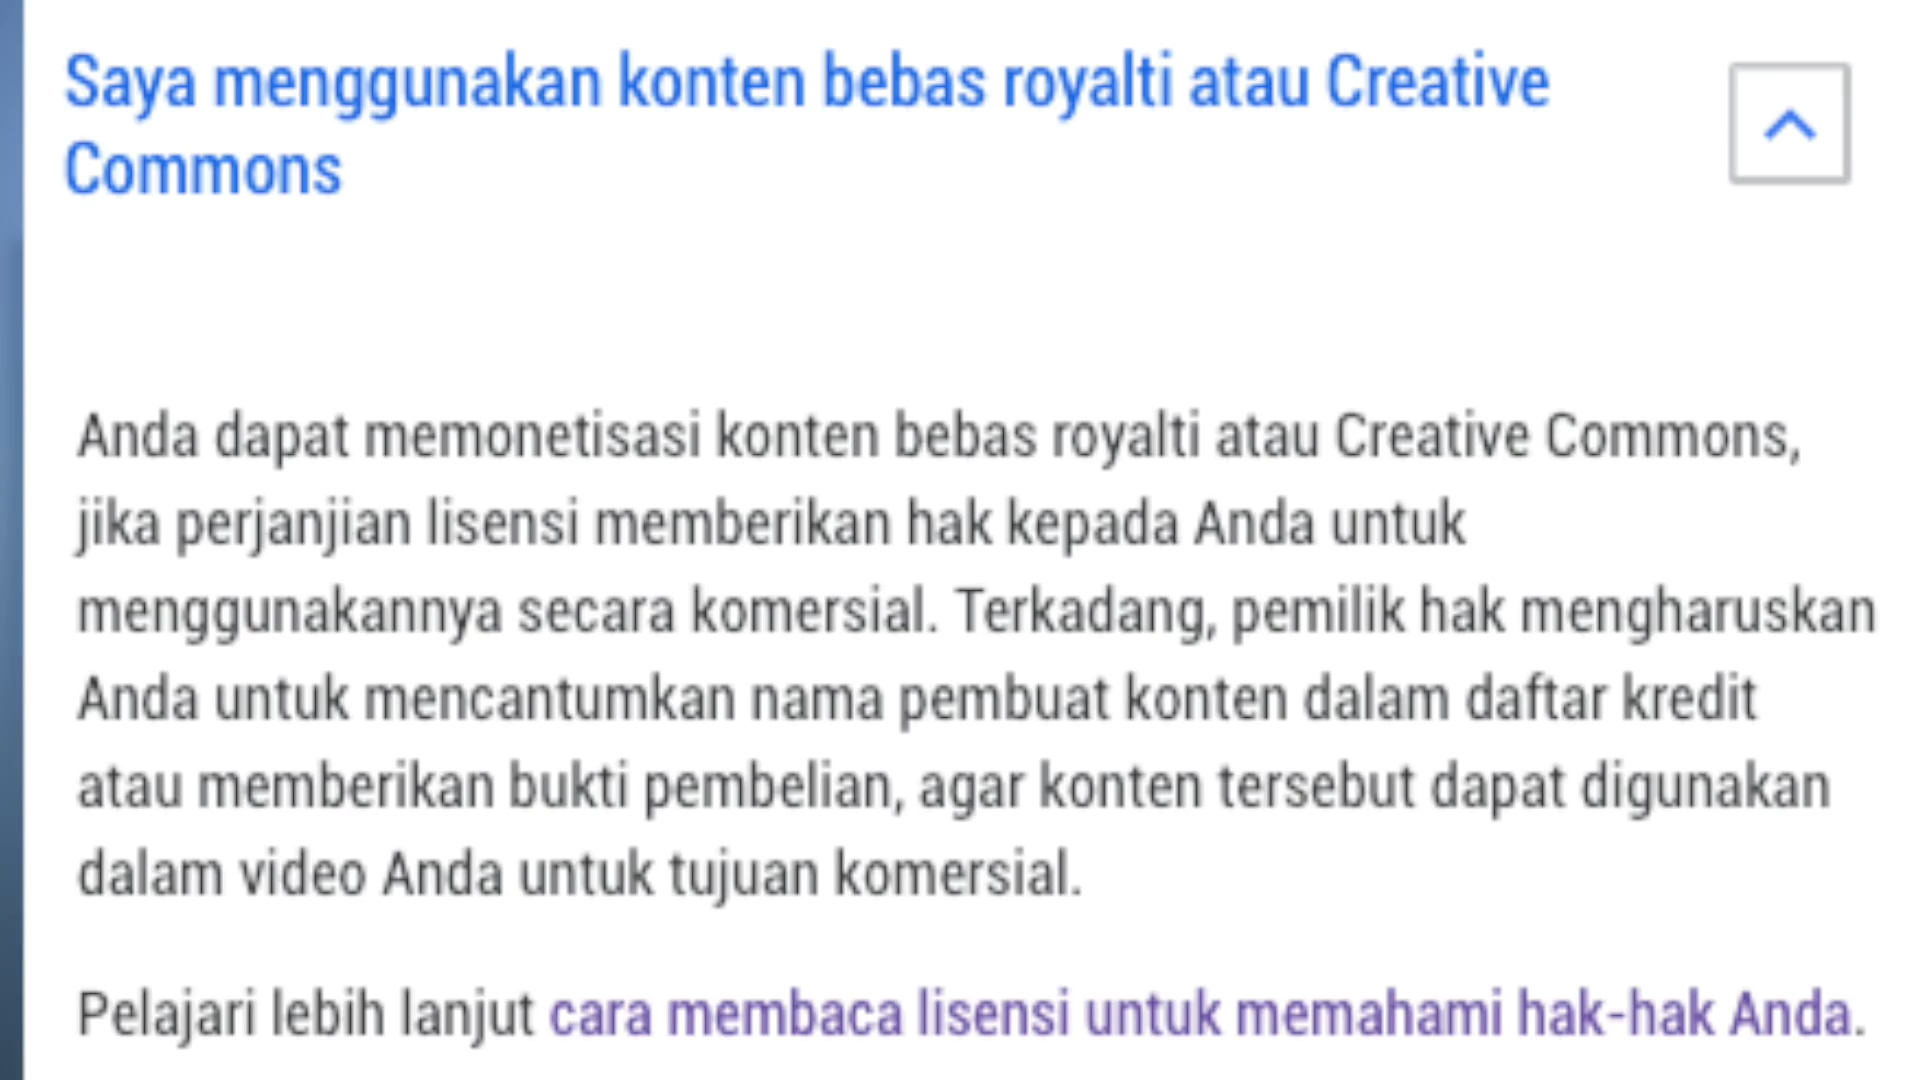 Saya menggunakan konten bebas royalti atau Creative
Commons
Anda dapat memonetisasi konten bebas royalti atau Creative Commons,
jika perjanjian lisensi memberikan hak kepada Anda untuk
menggunakannya secara komersial. Terkadang, pemilik hak mengharuskan
Anda untuk mencantumkan nama pembuat konten dalam daftar kredit
atau memberikan bukti pembelian, agar konten tersebut dapat digunakan
dalam video Anda untuk tujuan komersial.
Pelajari lebih lanjut cara membaca lisensi untuk memahami hak-hak Anda.